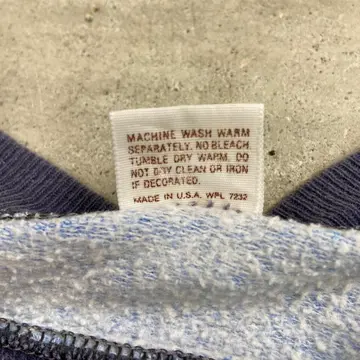 MACHINE WASH WARM
SEPARATELY. NO BLEACH.
TUMBLE DRY WARM. DO
NOT DRY CLEAN OR IRON
IF DECORATED.
MADE IN U.S.A. WPL 7232